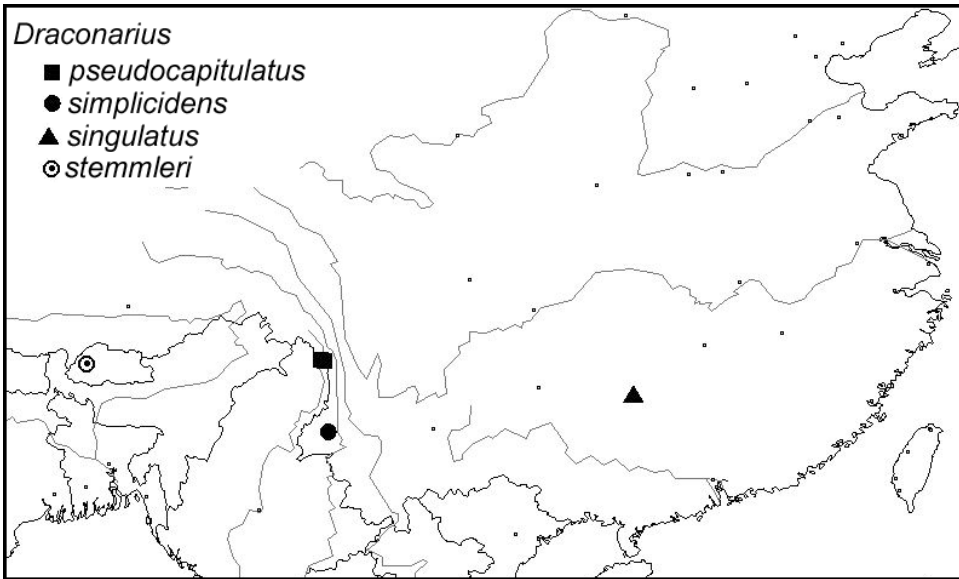 Draconarius
pseudocapitulatus
simplicidens
singulatus
stemmleri